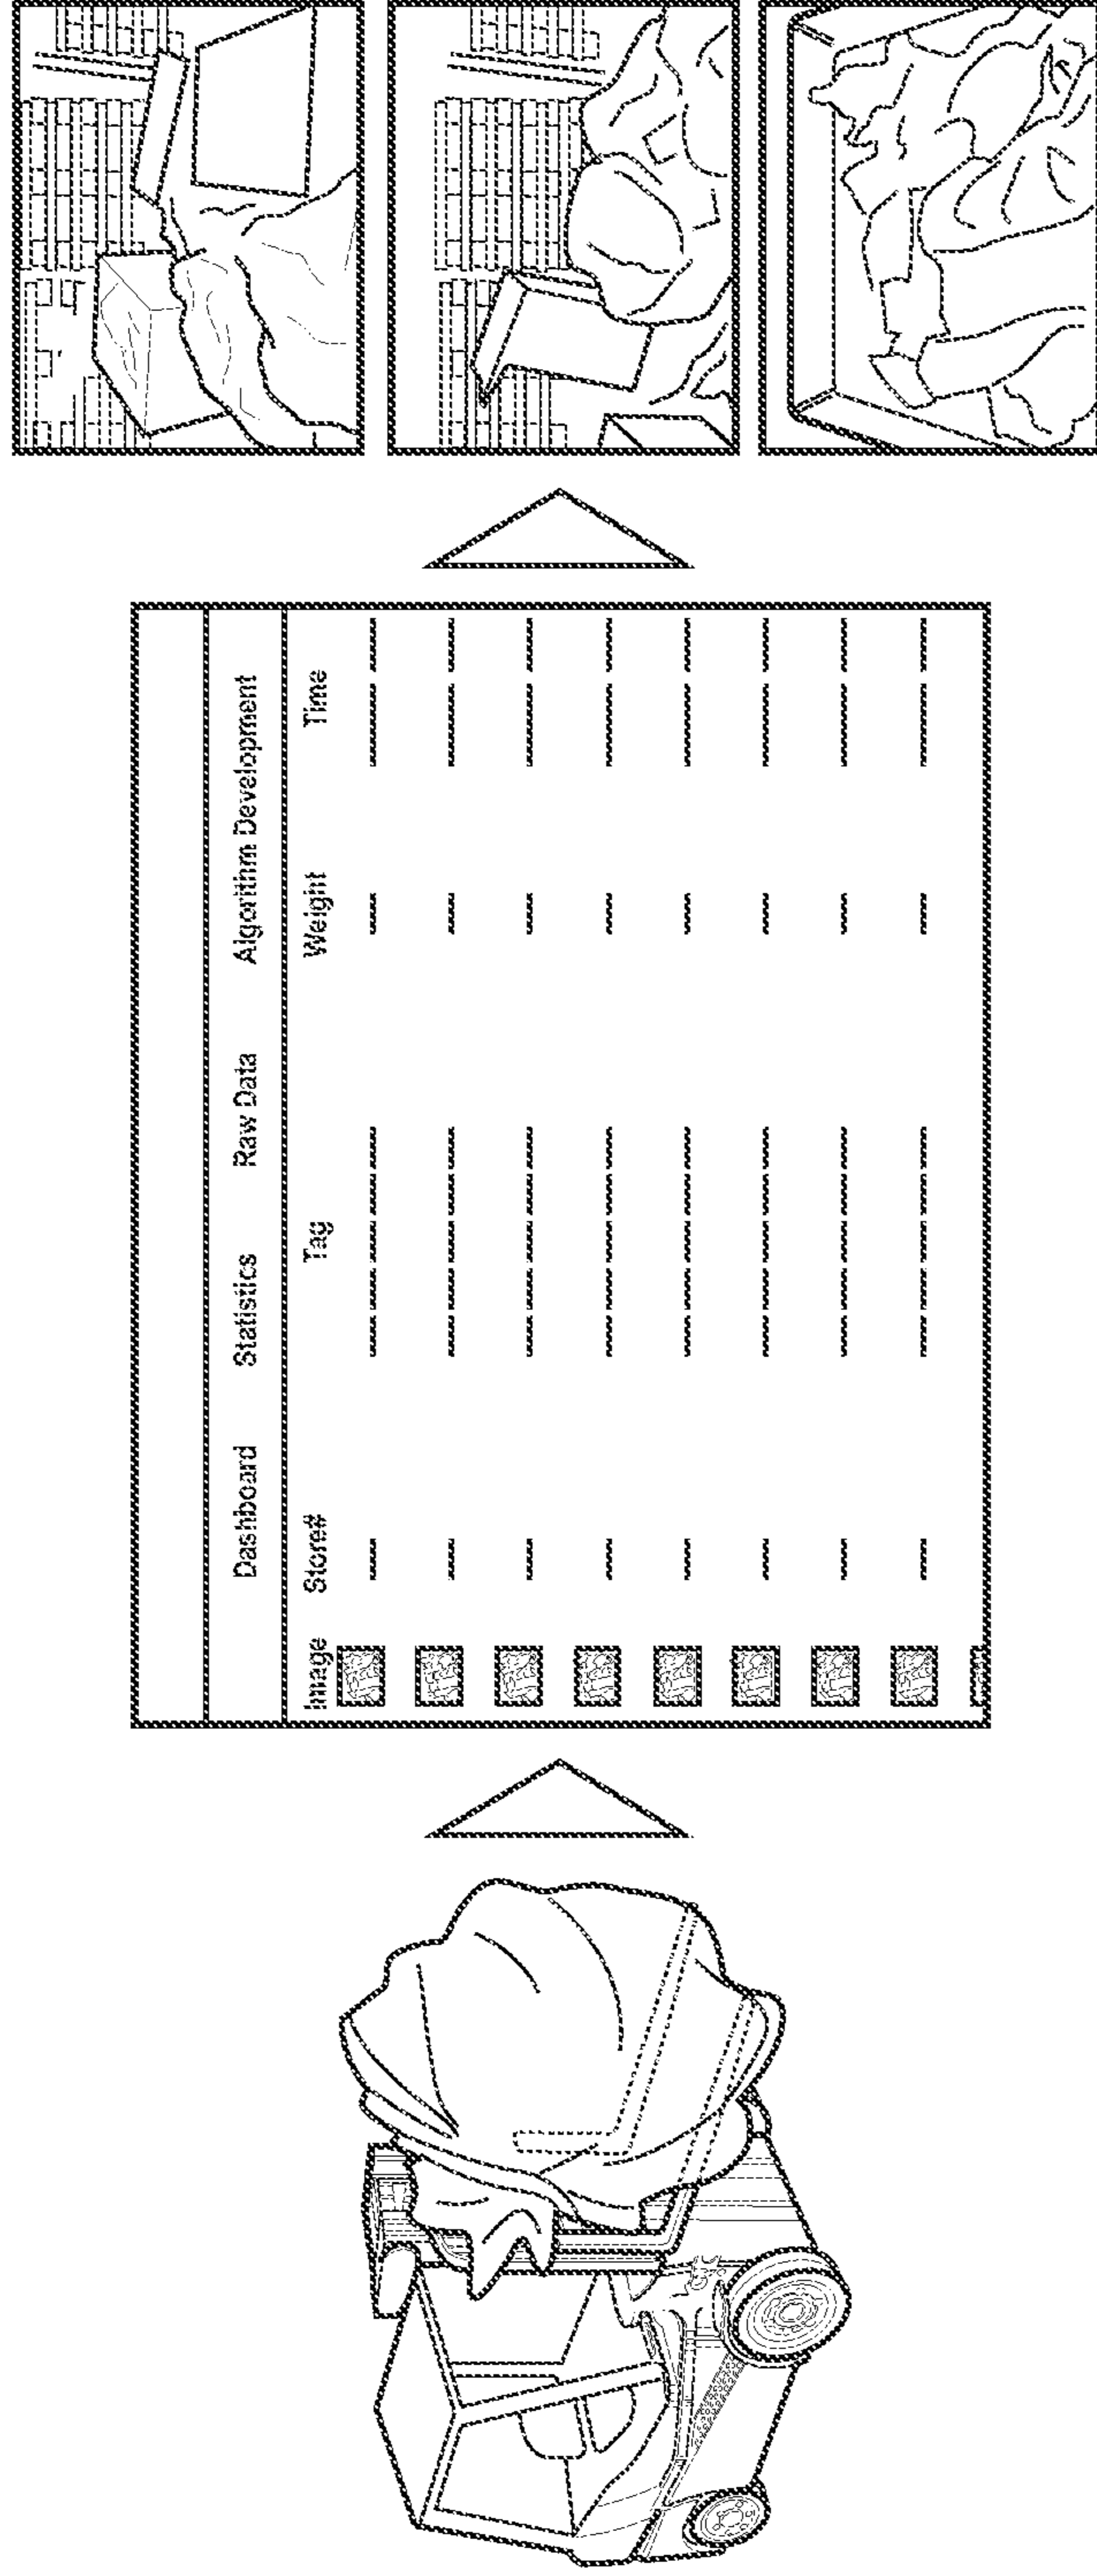 Dashboard Statistics Raw Data Algorithm Development
Image Store# Tag Weight Time